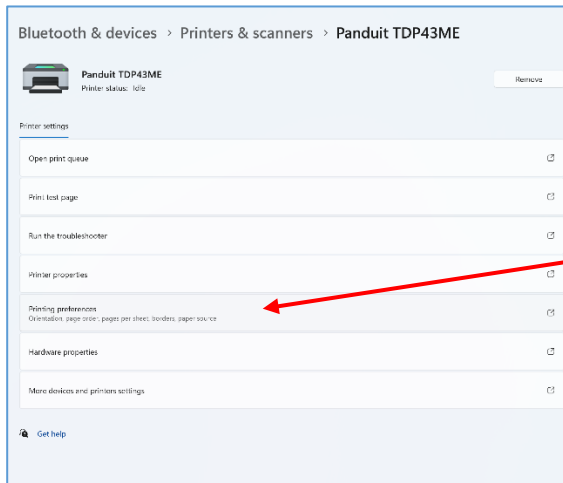 Bluetooth & devices > Printers & scanners > Panduit TDP43ME
Panduit TDP43ME
Printer status: Idle
Remove
Printer settings
Open print queue
Print test page
Run the troubleshooter
Printer properties
Printing preferences
Orientation, page order, pages per sheet, borders, paper source
Hardware properties
More devices and printers settings
Get help